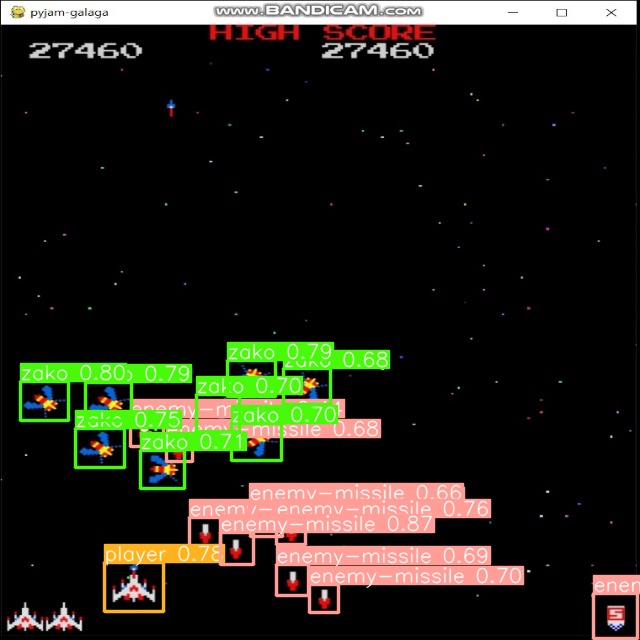 www.BANDICAM.com
pyjam-galaga
HIGH SCORE
27460 27460
zako 0.79
0.68
zako 0.80 0.79
zako 0.70
enemy-m
zako 0.75 zako 0.70
missile 0.68
zako 0.71
enemy-missile 0.66
enemy- enemy-missile 0.76
enemy-missile 0.87
player 0.78 enemy-missile 0.69
enemy-missile 0.70
enem
S